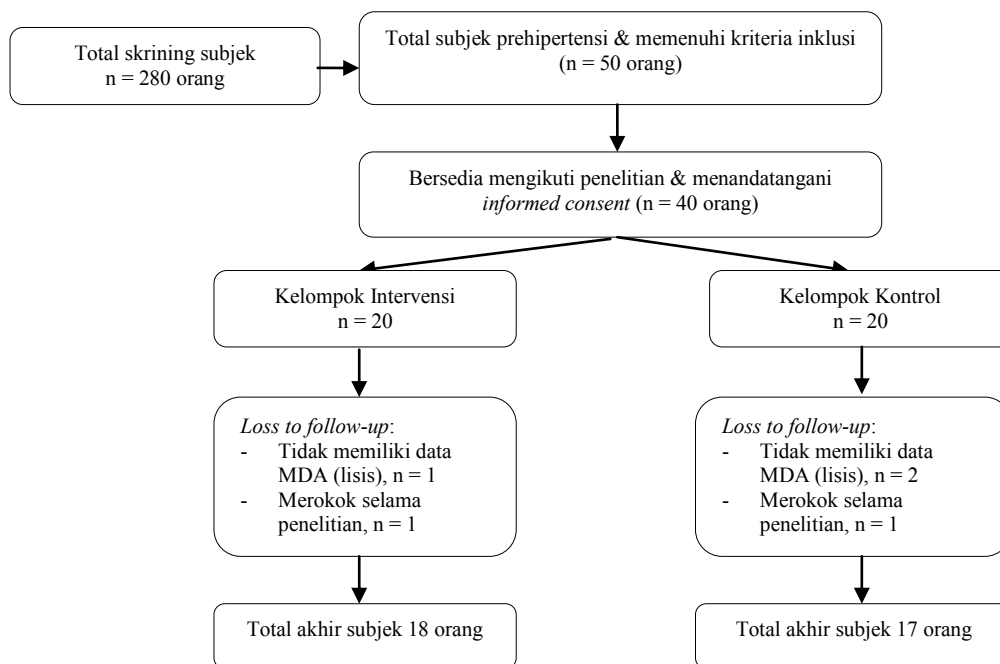 Total skrining subjek
n = 280 orang
Total subjek prehipertensi & memenuhi kriteria inklusi
(n = 50 orang)
Bersedia mengikuti penelitian & menandatangani
informed consent (n = 40 orang)
Kelompok Intervensi
n = 20
Kelompok Kontrol
n = 20
Loss to follow-up:
- Tidak memiliki data
MDA (lisis), n = 1
- Merokok selama
penelitian, n = 1
Loss to follow-up:
- Tidak memiliki data
MDA (lisis), n = 2
- Merokok selama
penelitian, n = 1
Total akhir subjek 18 orang
Total akhir subjek 17 orang